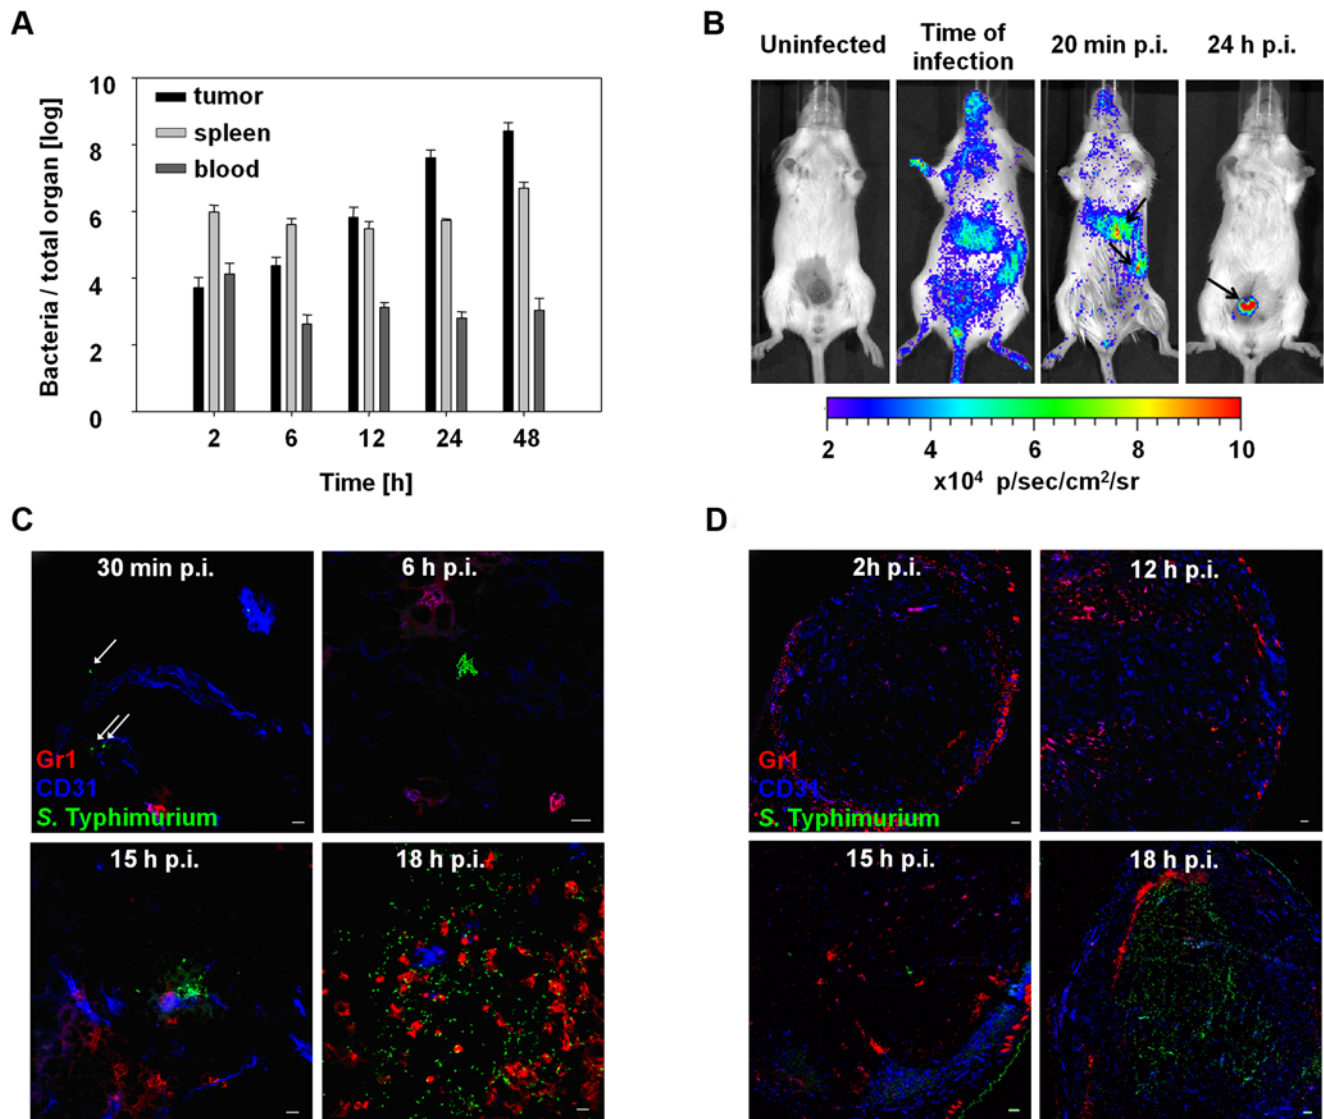 A
Bacteria / total organ [log]
10
8
6
4
2
0
tumor
spleen
blood
2 6 12 24 48
Time [h]
B
Uninfected
Time of
infection
20 min p.i.
24 h p.i.
2 4 6 8 10
x10⁴ p/sec/cm²/sr
C
30 min p.i.
6 h p.i.
Gr1
CD31
S. Typhimurium
15 h p.i.
18 h p.i.
D
2h p.i.
12 h p.i.
Gr1
CD31
S. Typhimurium
15 h p.i.
18 h p.i.